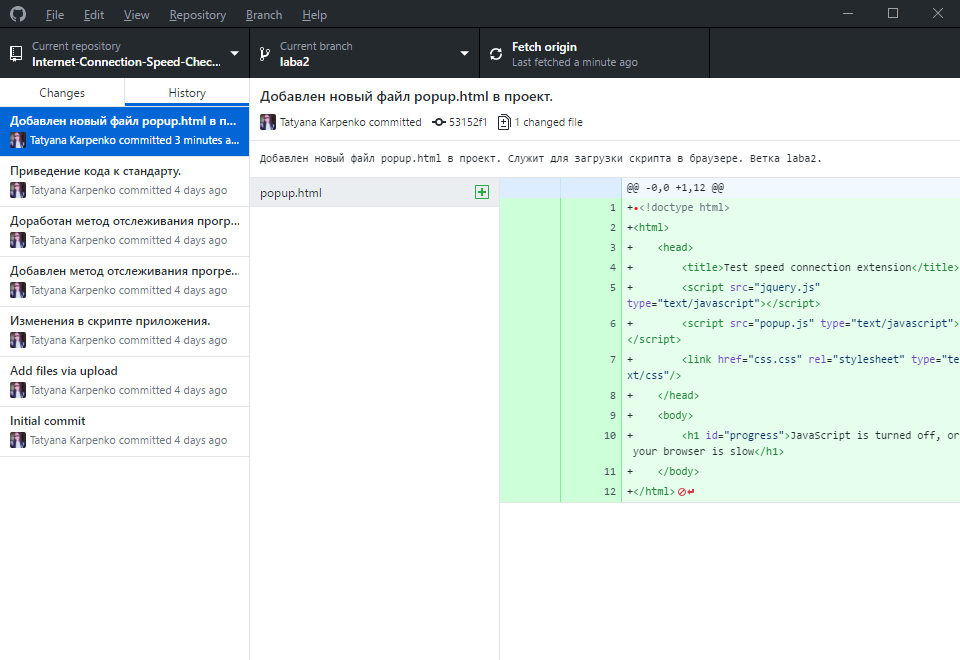 File Edit View Repository Branch Help
Current repository
Internet-Connection-Speed-Chec...
Current branch
laba2
Fetch origin
Last fetched a minute ago
Changes
History
Добавлен новый файл popup.html в п...
Tatyana Karpenko committed 3 minutes a...
Приведение кода к стандарту.
Tatyana Karpenko committed 4 days ago
Доработан метод отслеживания прогр...
Tatyana Karpenko committed 4 days ago
Добавлен метод отслеживания прогре...
Tatyana Karpenko committed 4 days ago
Изменения в скрипте приложения.
Tatyana Karpenko committed 4 days ago
Add files via upload
Tatyana Karpenko committed 4 days ago
Initial commit
Tatyana Karpenko committed 4 days ago
Добавлен новый файл popup.html в проект.
Tatyana Karpenko committed 53152f1 1 changed file
Добавлен новый файл popup.html в проект. Служит для загрузки скрипта в браузере. Ветка laba2.
popup.html
@@ -0,0 +1,12 @@
1 +<!doctype html>
2 +<html>
3 + <head>
4 + <title>Test speed connection extension</title>
5 + <script src="jquery.js"
type="text/javascript"></script>
6 + <script src="popup.js" type="text/javascript">
</script>
7 + <link href="css.css" rel="stylesheet" type="te
xt/css"/>
8 + </head>
9 + <body>
10 + <h1 id="progress">JavaScript is turned off, or
your browser is slow</h1>
11 + </body>
12 +</html>